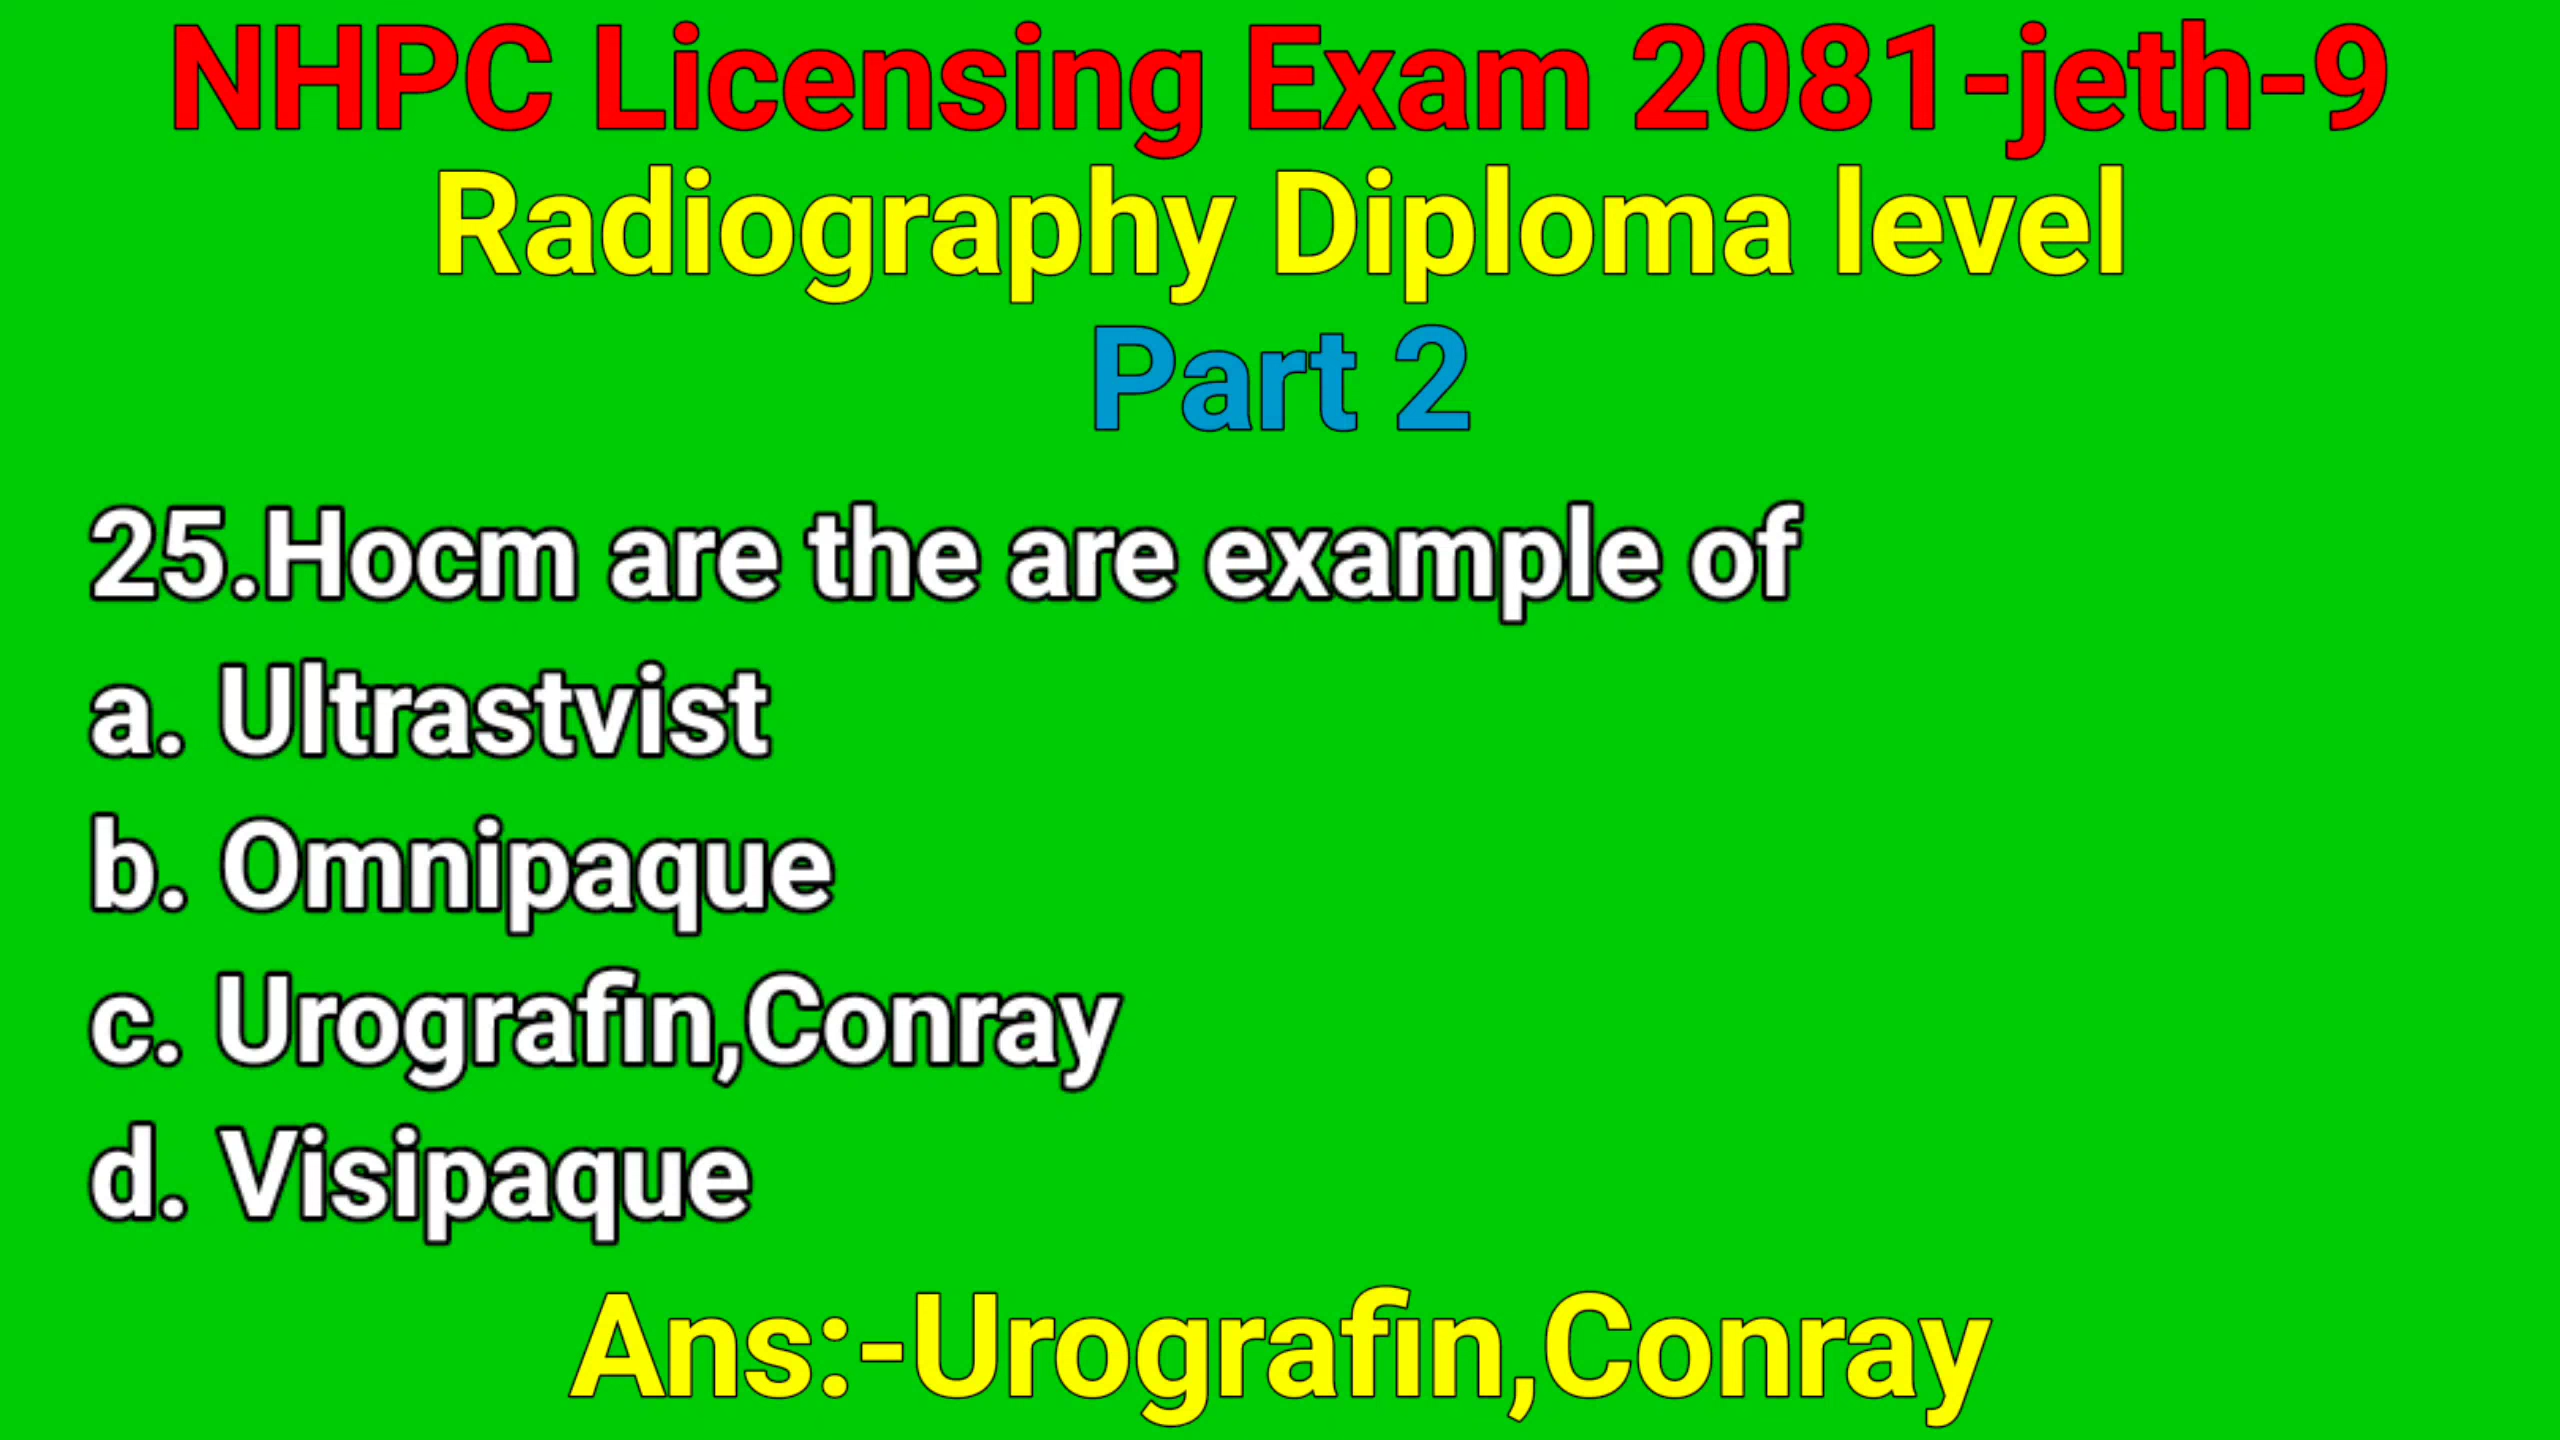 NHPC Licensing Exam 2081-jeth-9
Radiography Diploma level
Part 2
25.Hocm are the are example of
a. Ultrastvist
b. Omnipaque
c. Urografin,Conray
d. Visipaque
Ans:-Urografin,Conray